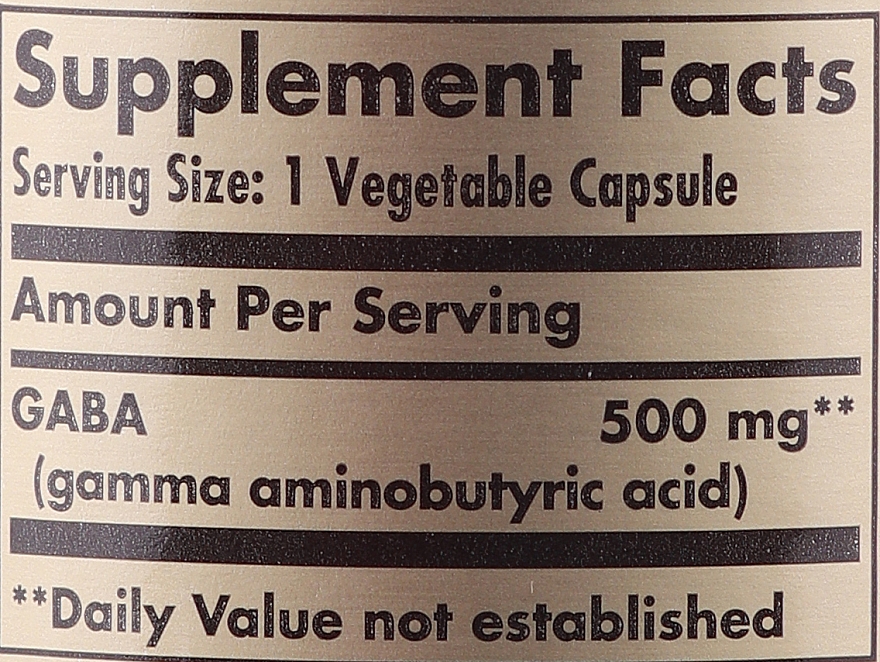 Supplement Facts
Serving Size: 1 Vegetable Capsule
Amount Per Serving
GABA 500 mg**
(gamma aminobutyric acid)
**Daily Value not established